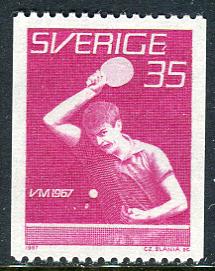 SVERIGE
35
VM 1967
1967
CZ. SLANIA SC.